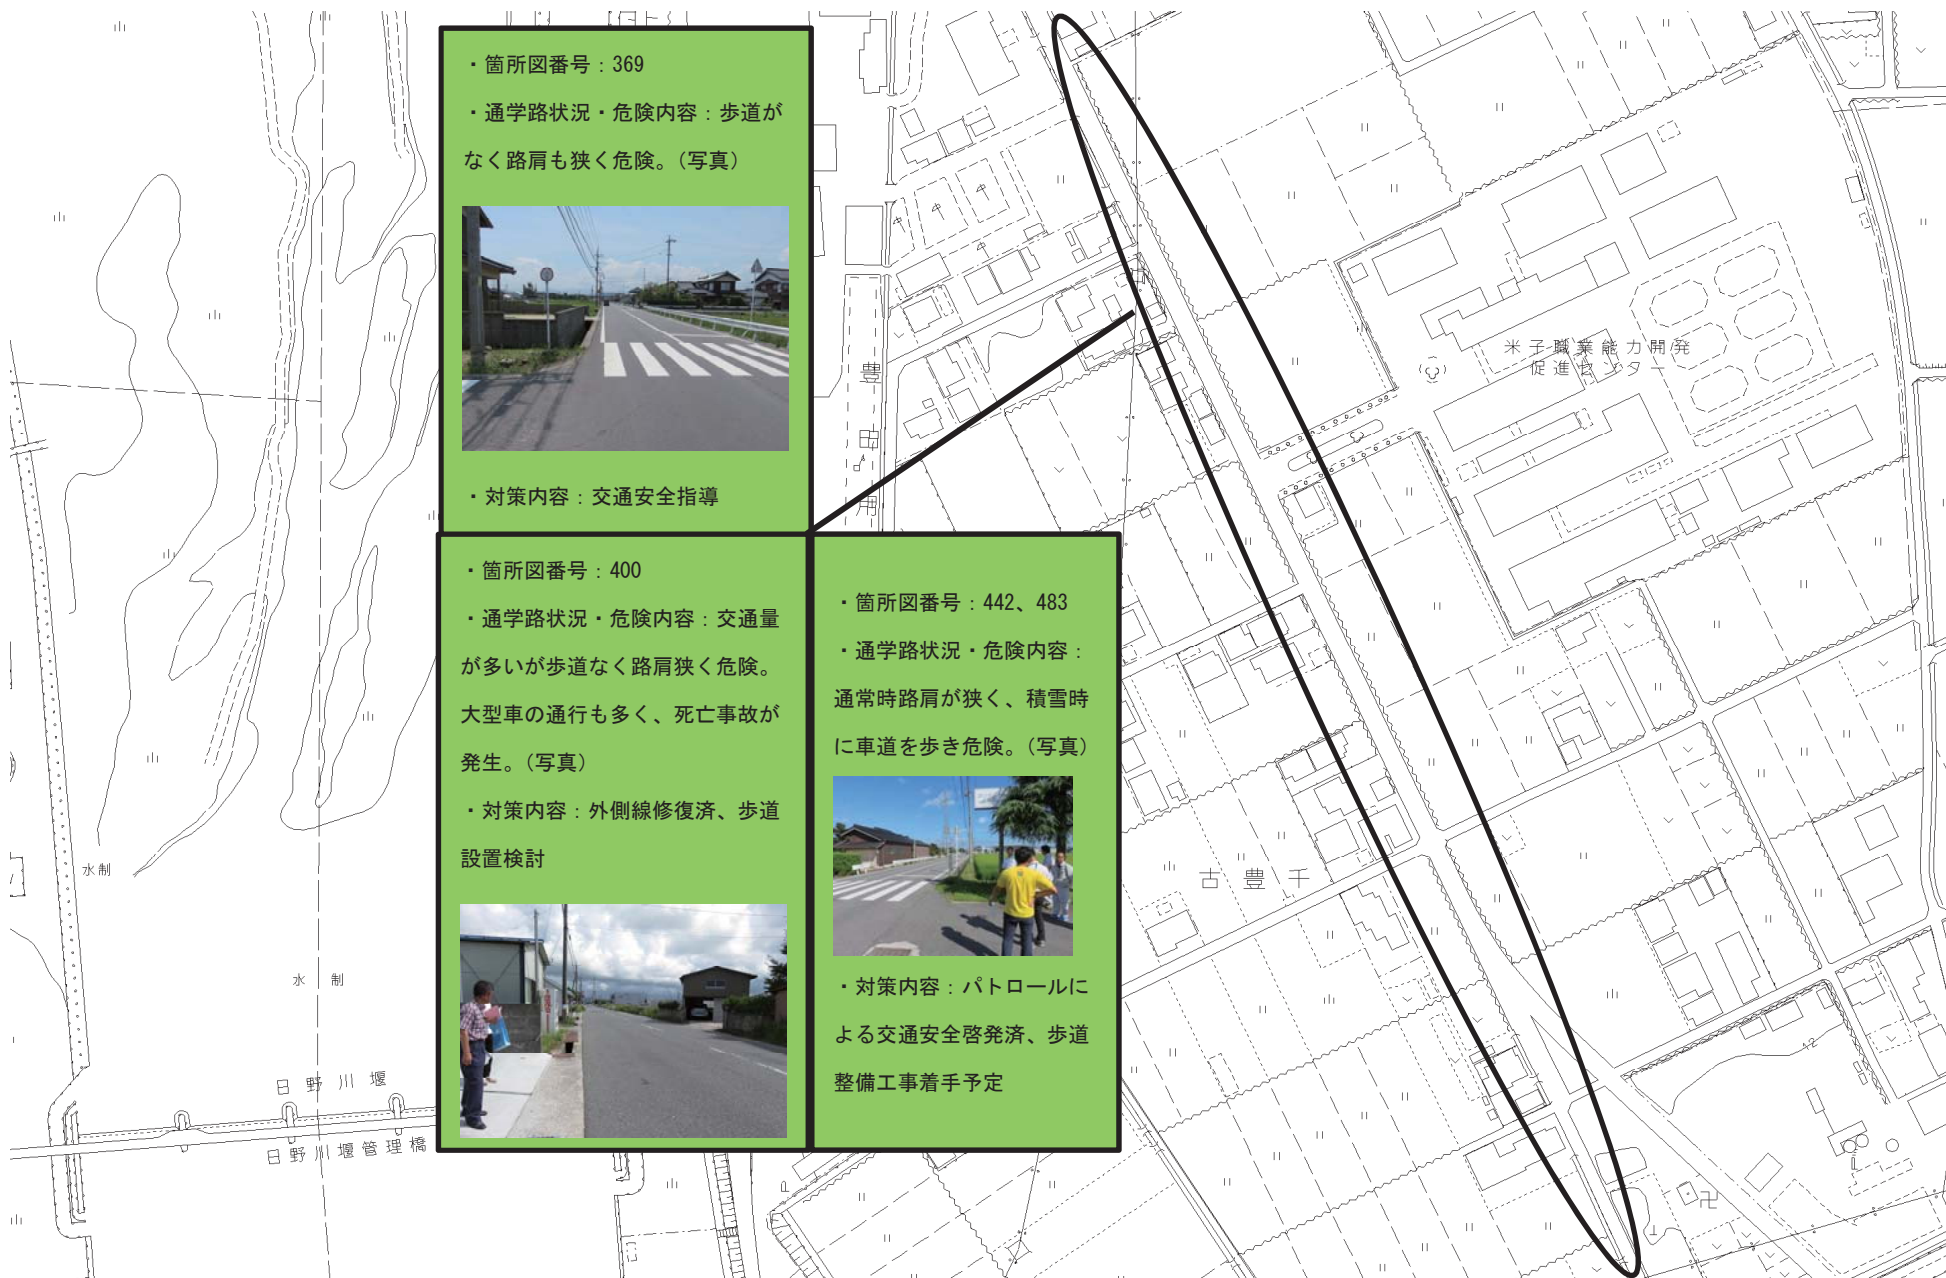 ・箇所図番号：369
・通学路状況・危険内容：歩道が
なく路肩も狭く危険。（写真）
・対策内容：交通安全指導
・箇所図番号：400
・通学路状況・危険内容：交通量
が多いが歩道なく路肩狭く危険。
大型車の通行も多く、死亡事故が
発生。（写真）
・対策内容：外側線修復済、歩道
設置検討
・箇所図番号：442、483
・通学路状況・危険内容：
通常時路肩が狭く、積雪時
に車道を歩き危険。（写真）
・対策内容：パトロールに
よる交通安全啓発済、歩道
整備工事着手予定
米子職業能力開発
促進センター
豊
田
用
古豊千
水制
水制
日野川堰
日野川堰管理橋